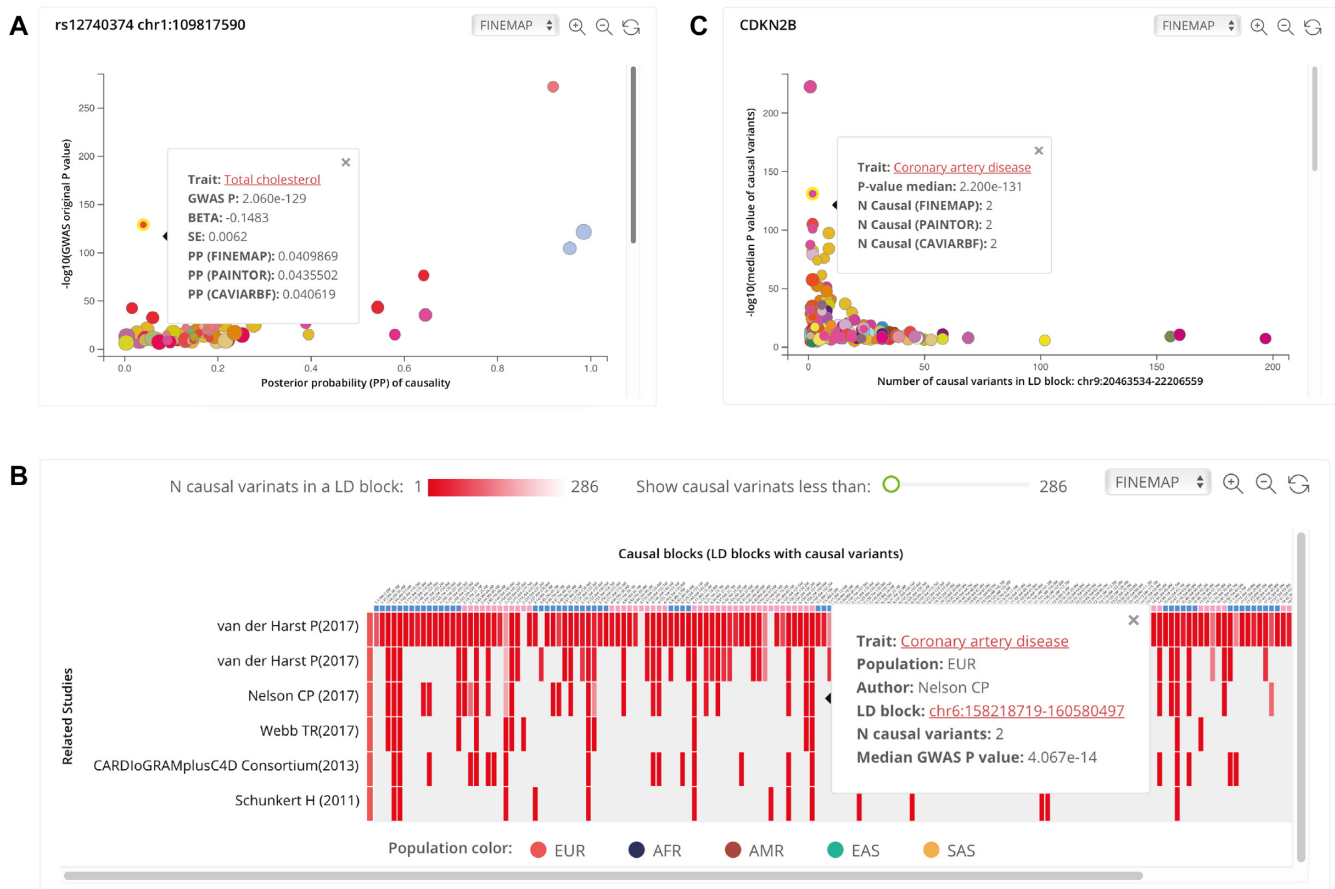 A
rs12740374 chr1:109817590
FINEMAP
-log10(GWAS original P value)
250
200
150
100
50
0
Trait: Total cholesterol
GWAS P: 2.060e-129
BETA: -0.1483
SE: 0.0062
PP (FINEMAP): 0.0409869
PP (PAINTOR): 0.0435502
PP (CAVIARBF): 0.040619
0.0 0.2 0.4 0.6 0.8 1.0
Posterior probability (PP) of causality
C
CDKN2B
FINEMAP
-log10(median P value of causal variants)
200
150
100
50
0
Trait: Coronary artery disease
P-value median: 2.200e-131
N Causal (FINEMAP): 2
N Causal (PAINTOR): 2
N Causal (CAVIARBF): 2
0 50 100 150 200
Number of causal variants in LD block: chr9:20463534-22206559
B
N causal varinats in a LD block: 1 286
Show causal varinats less than: 286
FINEMAP
Causal blocks (LD blocks with causal variants)
Related Studies
van der Harst P(2017)
van der Harst P(2017)
Nelson CP (2017)
Webb TR(2017)
CARDIoGRAMplusC4D Consortium(2013)
Schunkert H (2011)
Trait: Coronary artery disease
Population: EUR
Author: Nelson CP
LD block: chr6:158218719-160580497
N causal variants: 2
Median GWAS P value: 4.067e-14
Population color: EUR AFR AMR EAS SAS